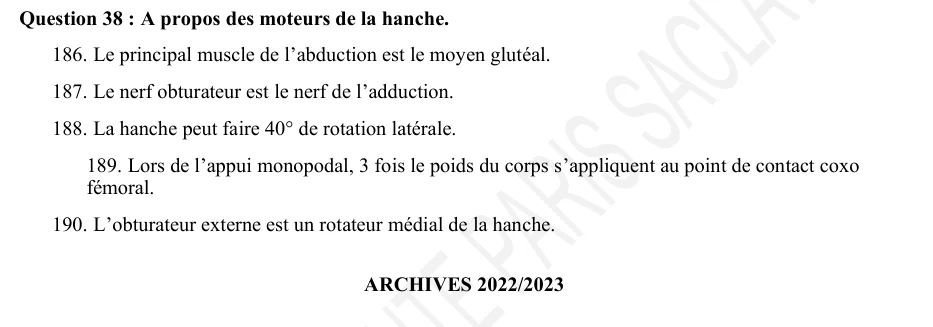 Question 38 : A propos des moteurs de la hanche.
186. Le principal muscle de l’abduction est le moyen glutéal.
187. Le nerf obturateur est le nerf de l’adduction.
188. La hanche peut faire 40° de rotation latérale.
189. Lors de l’appui monopodal, 3 fois le poids du corps s’appliquent au point de contact coxo
fémoral.
190. L’obturateur externe est un rotateur médial de la hanche.
ARCHIVES 2022/2023